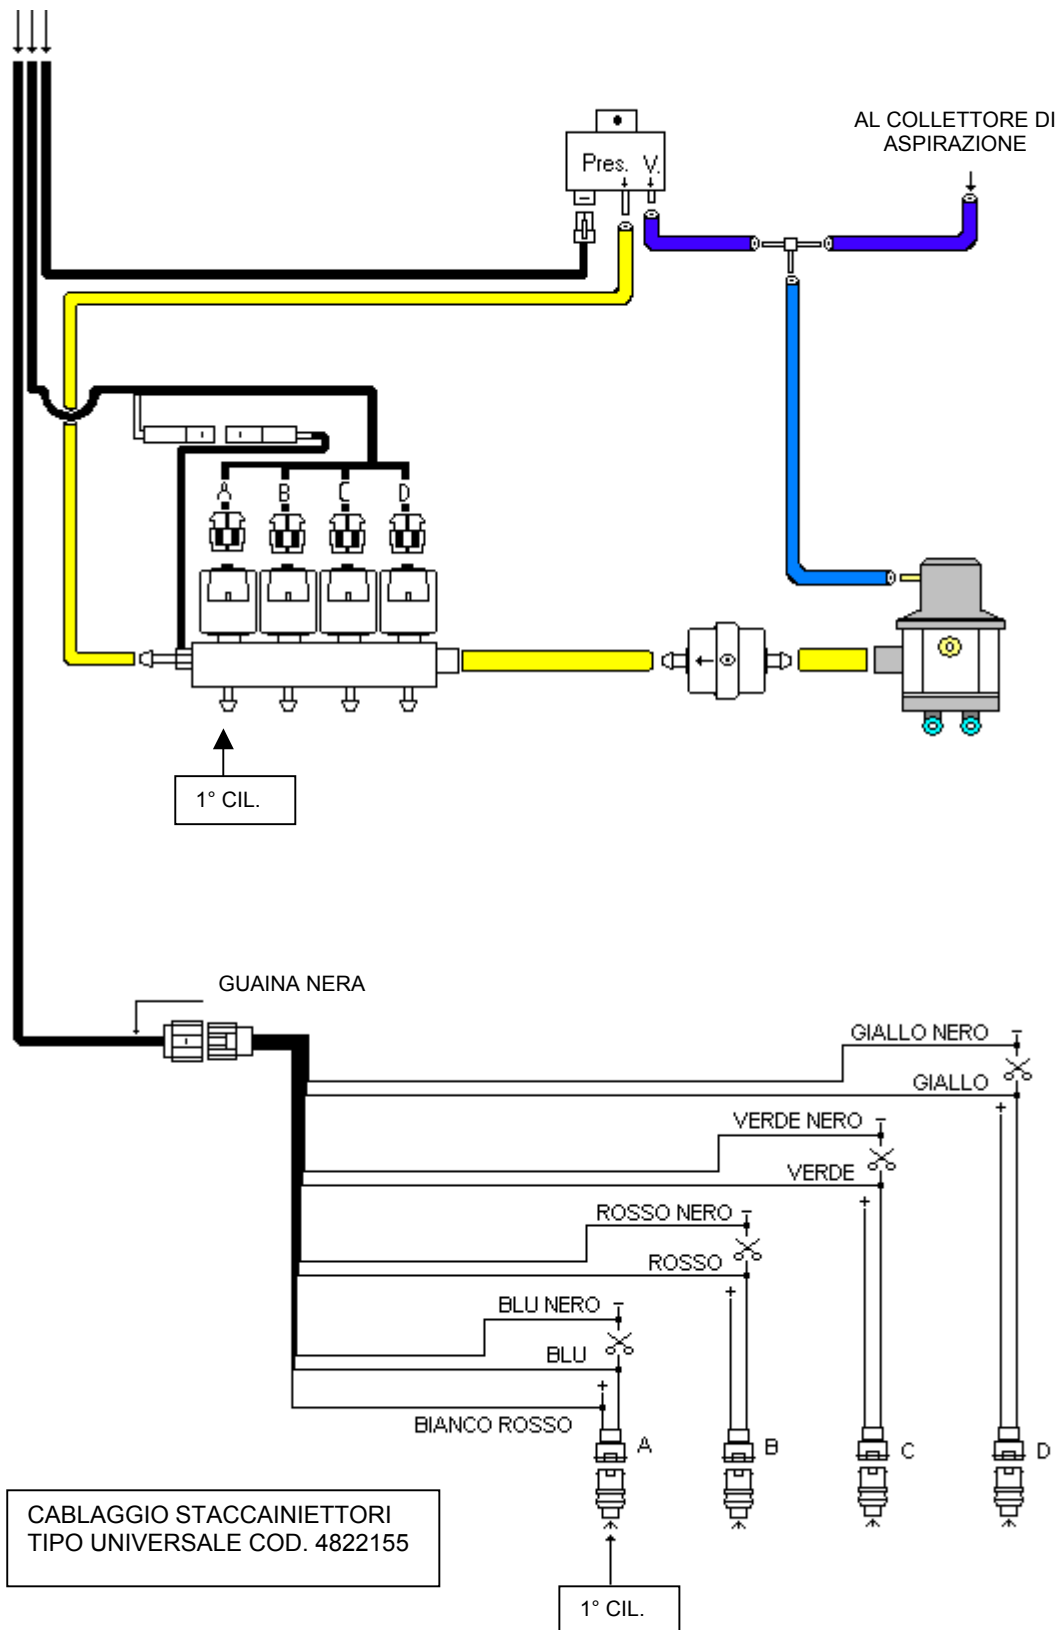 AL COLLETTORE DI
ASPIRAZIONE
Pres. V.
A B C D
1° CIL.
GUAINA NERA
GIALLO NERO -
GIALLO
+
VERDE NERO -
VERDE
+
ROSSO NERO -
ROSSO
+
BLU NERO -
BLU
+
BIANCO ROSSO
A B C D
CABLAGGIO STACCAINIETTORI
TIPO UNIVERSALE COD. 4822155
1° CIL.